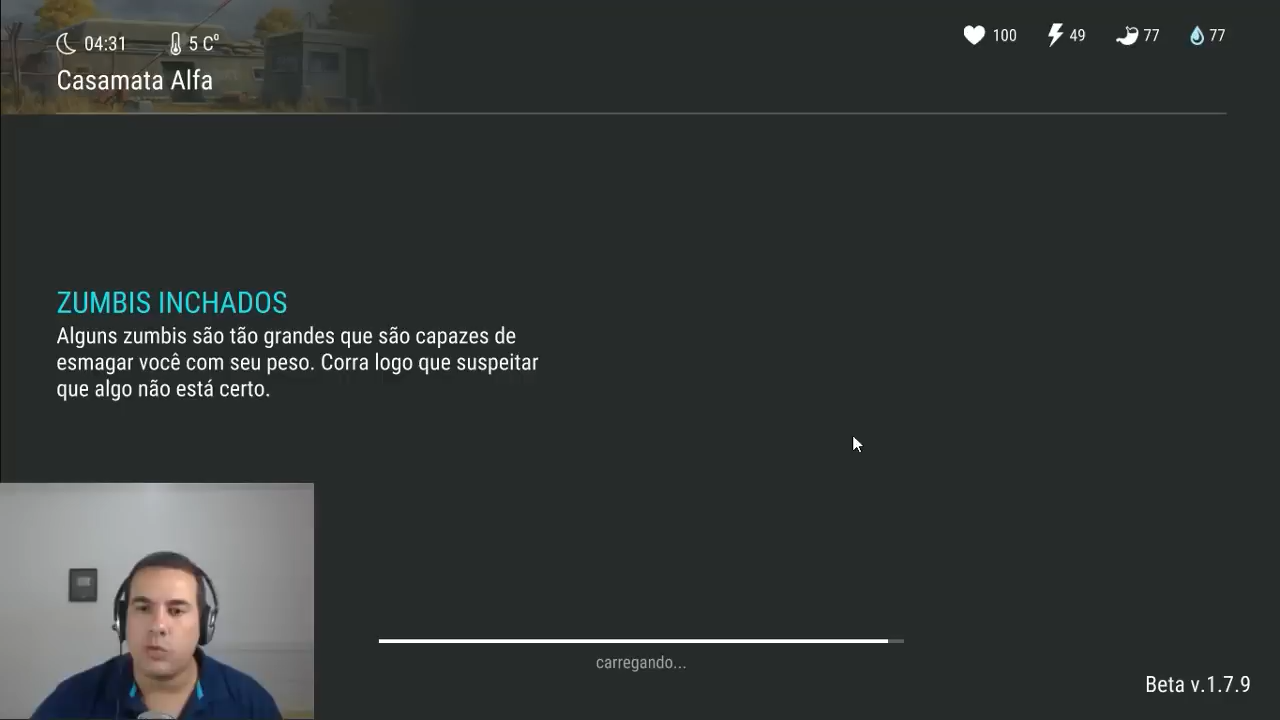 04:31
5 Cº
100
49
77
77
Casamata Alfa
ZUMBIS INCHADOS
Alguns zumbis são tão grandes que são capazes de
esmagar você com seu peso. Corra logo que suspeitar
que algo não está certo.
carregando...
Beta v.1.7.9